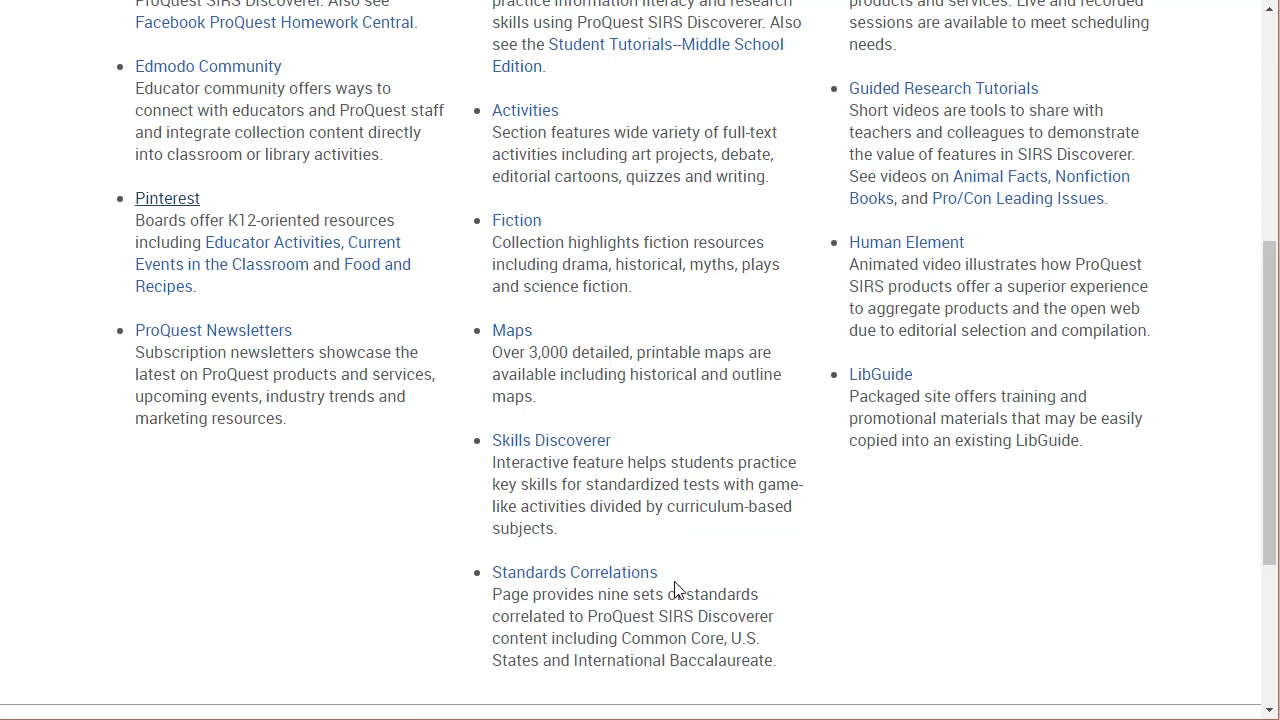 ProQuest SIRS Discoverer. Also see
Facebook ProQuest Homework Central.
Edmodo Community
Educator community offers ways to
connect with educators and ProQuest staff
and integrate collection content directly
into classroom or library activities.
Pinterest
Boards offer K12-oriented resources
including Educator Activities, Current
Events in the Classroom and Food and
Recipes.
ProQuest Newsletters
Subscription newsletters showcase the
latest on ProQuest products and services,
upcoming events, industry trends and
marketing resources.
practice information literacy and research
skills using ProQuest SIRS Discoverer. Also
see the Student Tutorials--Middle School
Edition.
Activities
Section features wide variety of full-text
activities including art projects, debate,
editorial cartoons, quizzes and writing.
Fiction
Collection highlights fiction resources
including drama, historical, myths, plays
and science fiction.
Maps
Over 3,000 detailed, printable maps are
available including historical and outline
maps.
Skills Discoverer
Interactive feature helps students practice
key skills for standardized tests with game-
like activities divided by curriculum-based
subjects.
Standards Correlations
Page provides nine sets of standards
correlated to ProQuest SIRS Discoverer
content including Common Core, U.S.
States and International Baccalaureate.
products and services. Live and recorded
sessions are available to meet scheduling
needs.
Guided Research Tutorials
Short videos are tools to share with
teachers and colleagues to demonstrate
the value of features in SIRS Discoverer.
See videos on Animal Facts, Nonfiction
Books, and Pro/Con Leading Issues.
Human Element
Animated video illustrates how ProQuest
SIRS products offer a superior experience
to aggregate products and the open web
due to editorial selection and compilation.
LibGuide
Packaged site offers training and
promotional materials that may be easily
copied into an existing LibGuide.